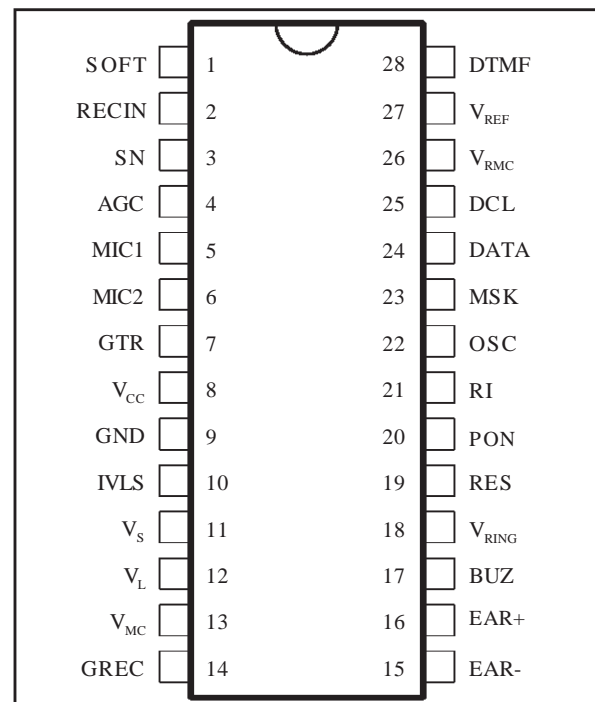 SOFT 1 28 DTMF
RECIN 2 27 VREF
SN 3 26 VRMC
AGC 4 25 DCL
MIC1 5 24 DATA
MIC2 6 23 MSK
GTR 7 22 OSC
VCC 8 21 RI
GND 9 20 PON
IVLS 10 19 RES
VS 11 18 VRING
VL 12 17 BUZ
VMC 13 16 EAR+
GREC 14 15 EAR-